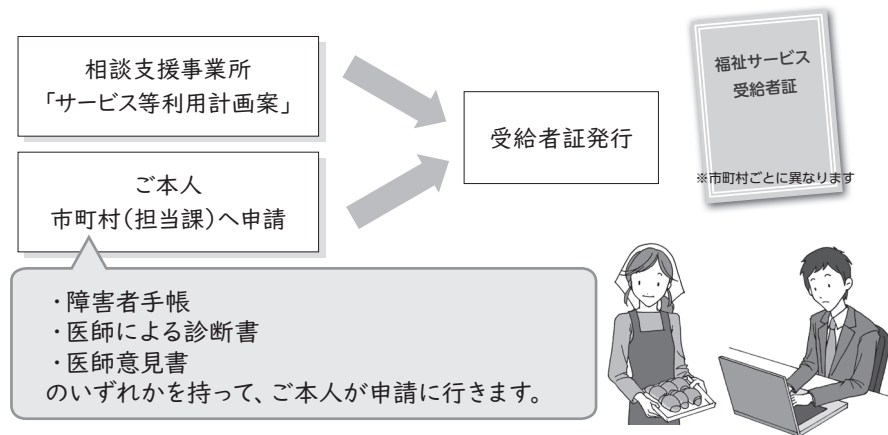 相談支援事業所
「サービス等利用計画案」
ご本人
市町村(担当課)へ申請
受給者証発行
福祉サービス
受給者証
※市町村ごとに異なります
・障害者手帳
・医師による診断書
・医師意見書
のいずれかを持って、ご本人が申請に行きます。